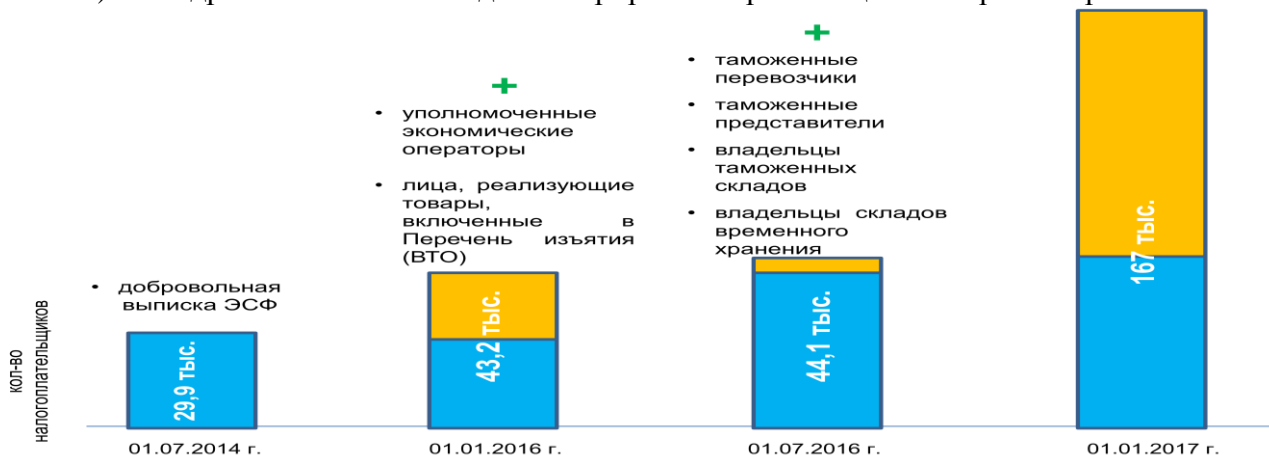 +
• таможенные
перевозчики
• таможенные
представители
• владельцы
таможенных
складов
• владельцы складов
временного
хранения
+
• уполномоченные
экономические
операторы
• лица, реализующие
товары,
включенные в
Перечень изъятия
(ВТО)
• добровольная
выписка ЭСФ
кол-во
налогоплательщиков
29,9 тыс.
43,2 тыс.
44,1 тыс.
167 тыс.
01.07.2014 г.
01.01.2016 г.
01.07.2016 г.
01.01.2017 г.